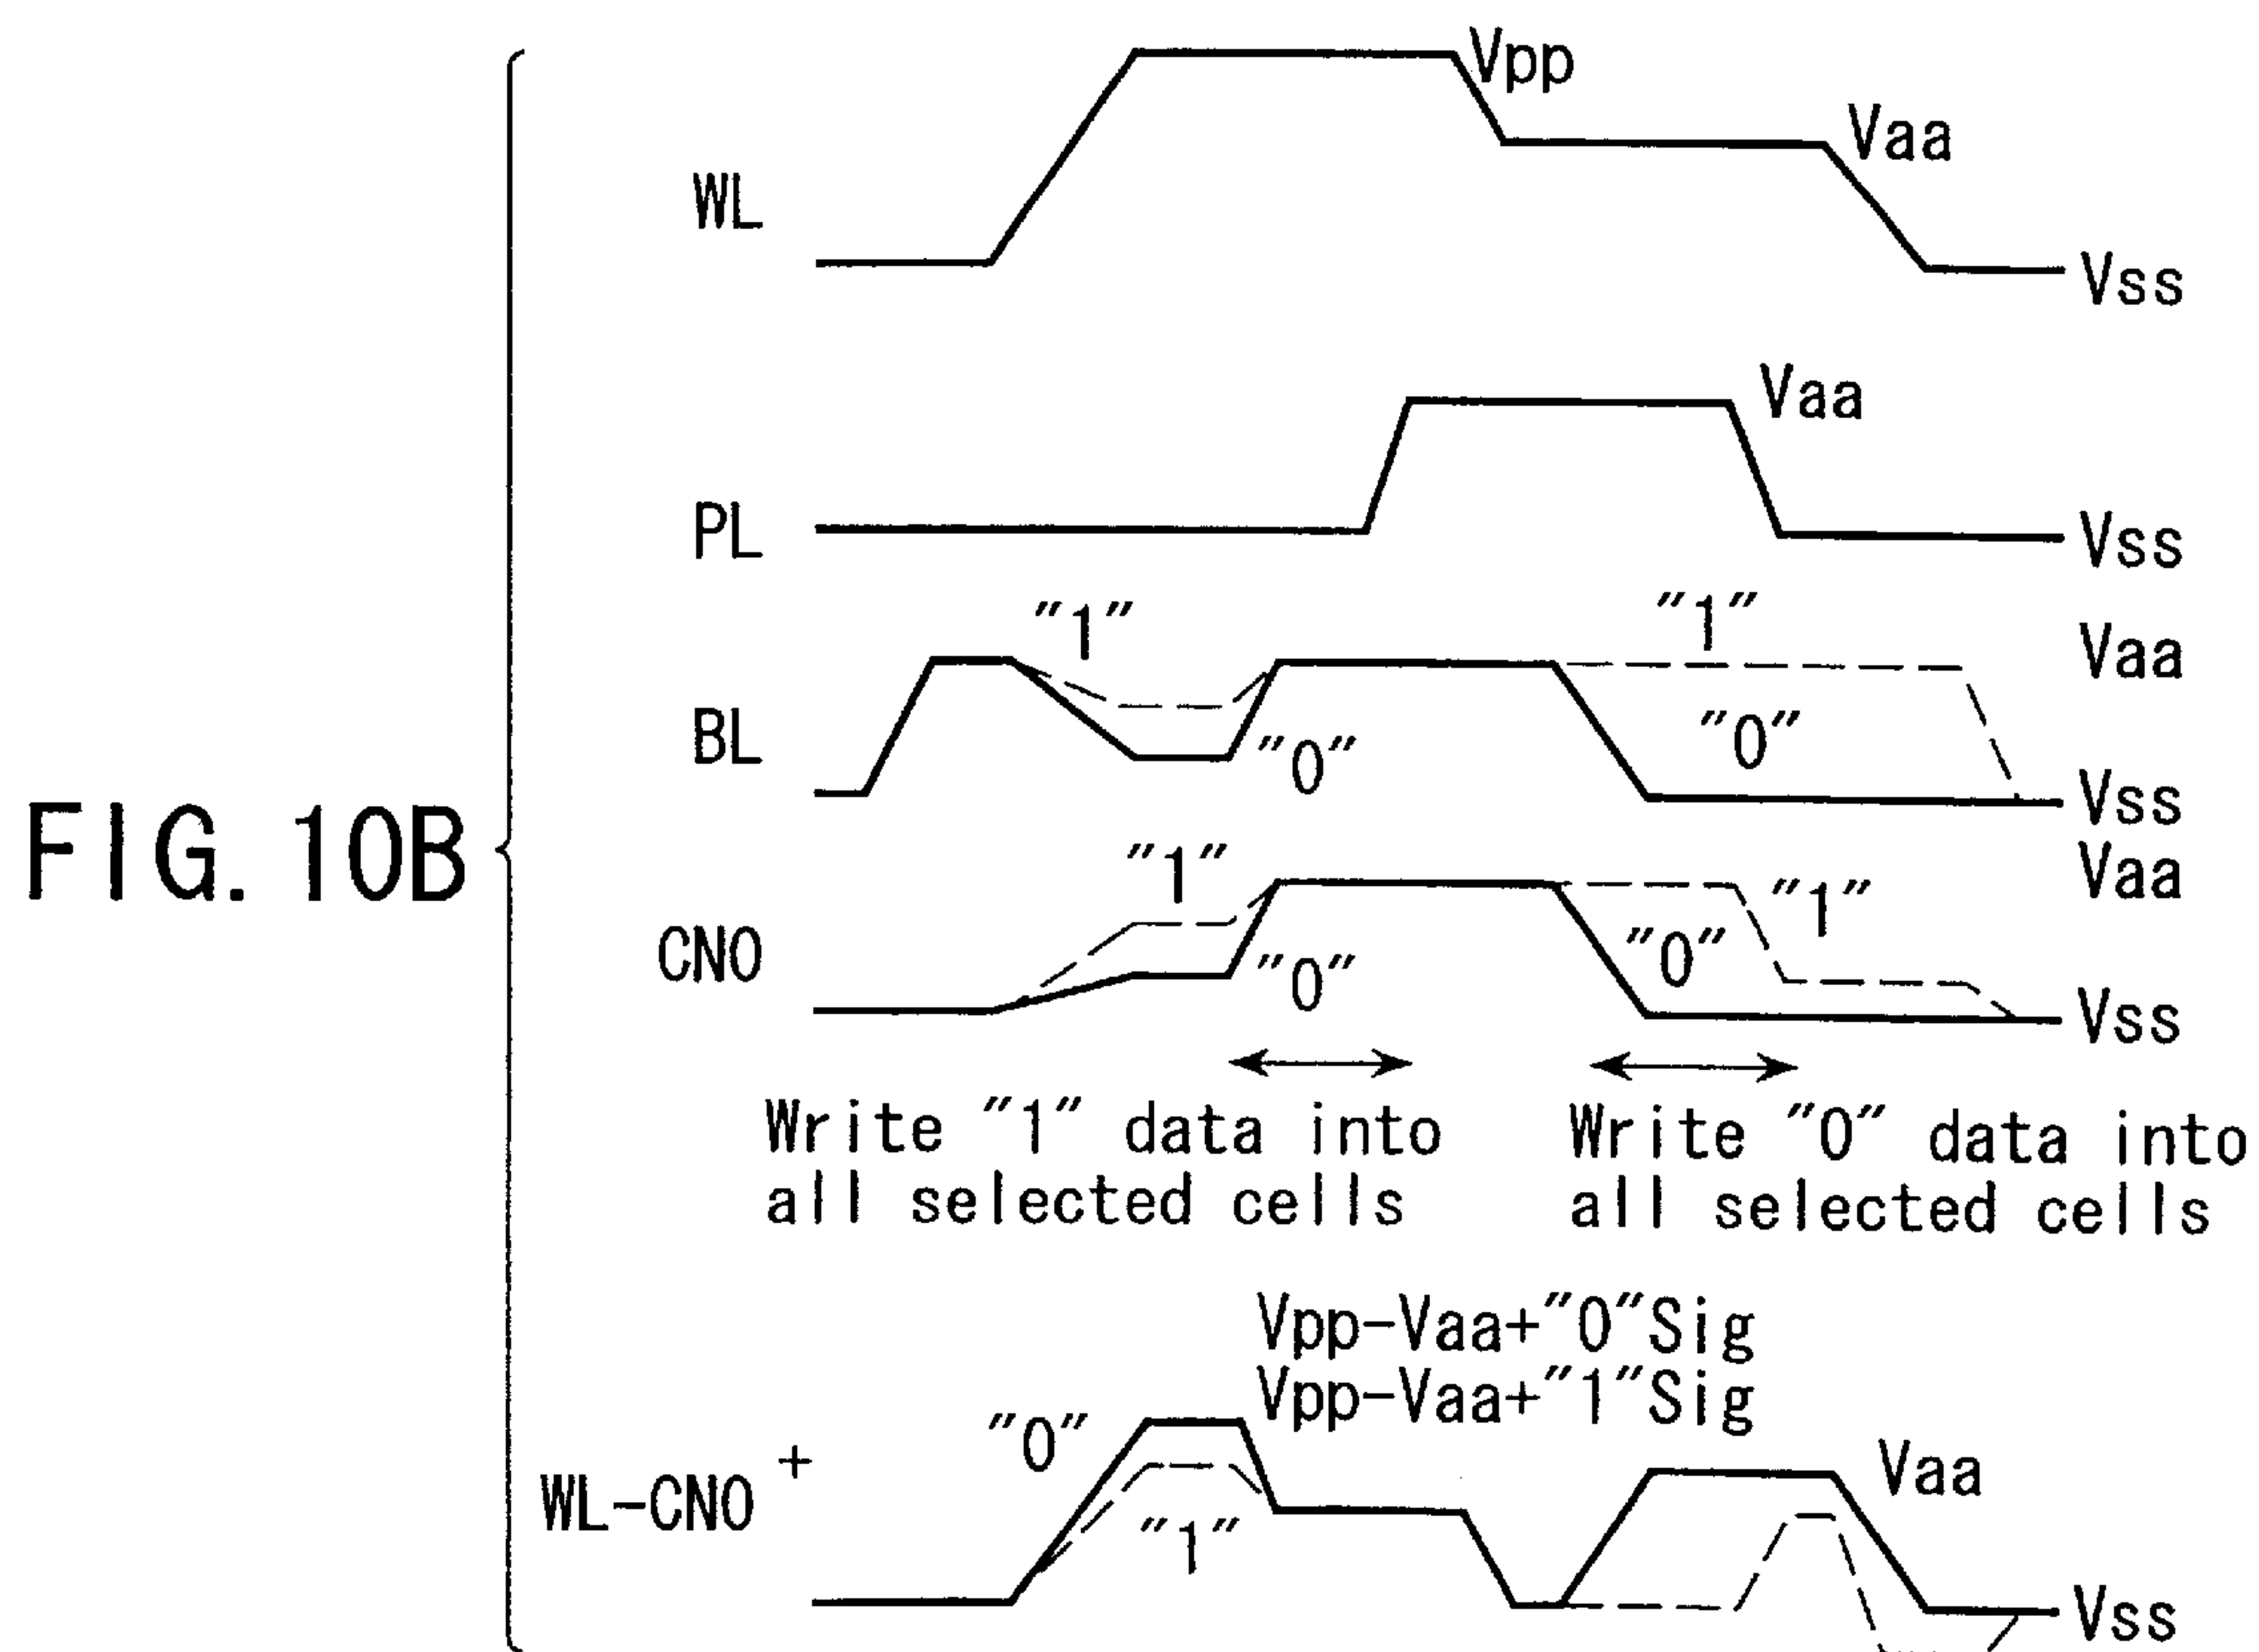 FIG. 10B
WL
Vpp
Vaa
Vss
PL
Vaa
Vss
BL
"1"
"0"
"1"
"0"
Vaa
Vss
CNO
"1"
"0"
"0"
"1"
Vaa
Vss
Write "1" data into
all selected cells
Write "0" data into
all selected cells
Vpp-Vaa+"0"Sig
Vpp-Vaa+"1"Sig
WL-CNO
+
"0"
"1"
Vaa
Vss